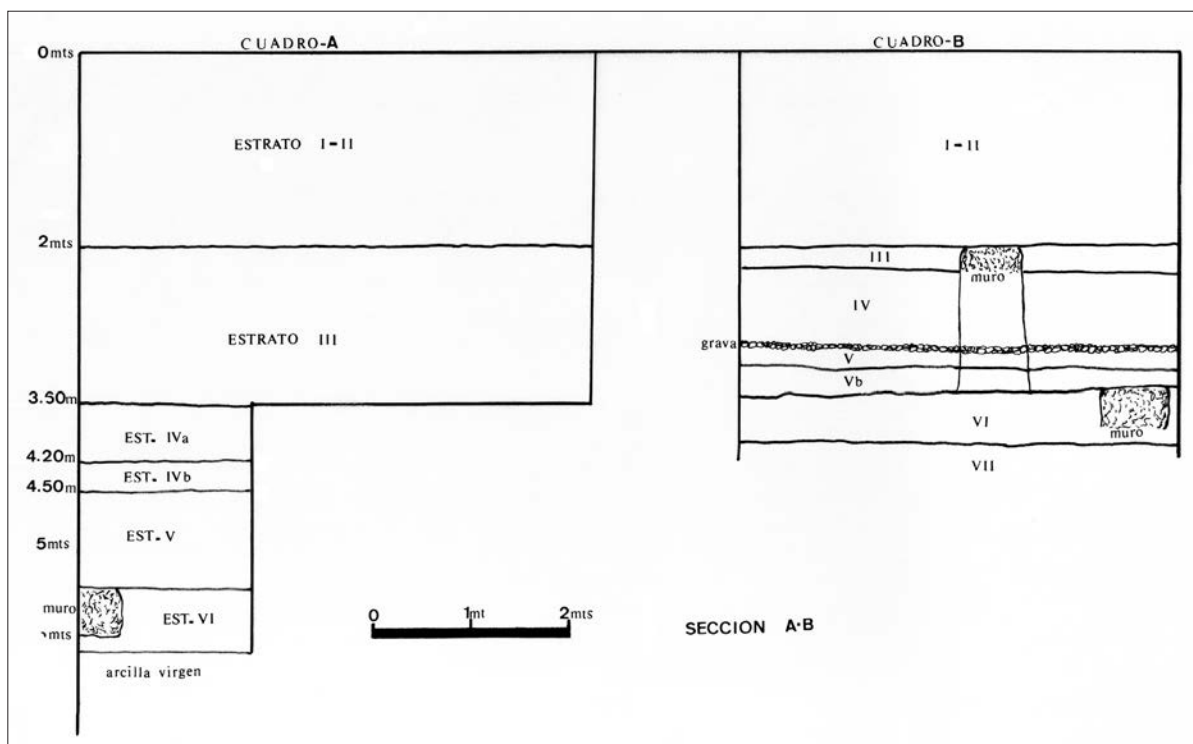 CUADRO-A
CUADRO-B
0mts
ESTRATO I-II
I-II
2mts
III
muro
IV
ESTRATO III
grava
V
Vb
3.50m
EST. IVa
VI
muro
4.20m
EST. IVb
VII
4.50m
EST. V
5mts
muro
EST. VI
mts
arcilla virgen
0 1mt 2mts
SECCION A·B